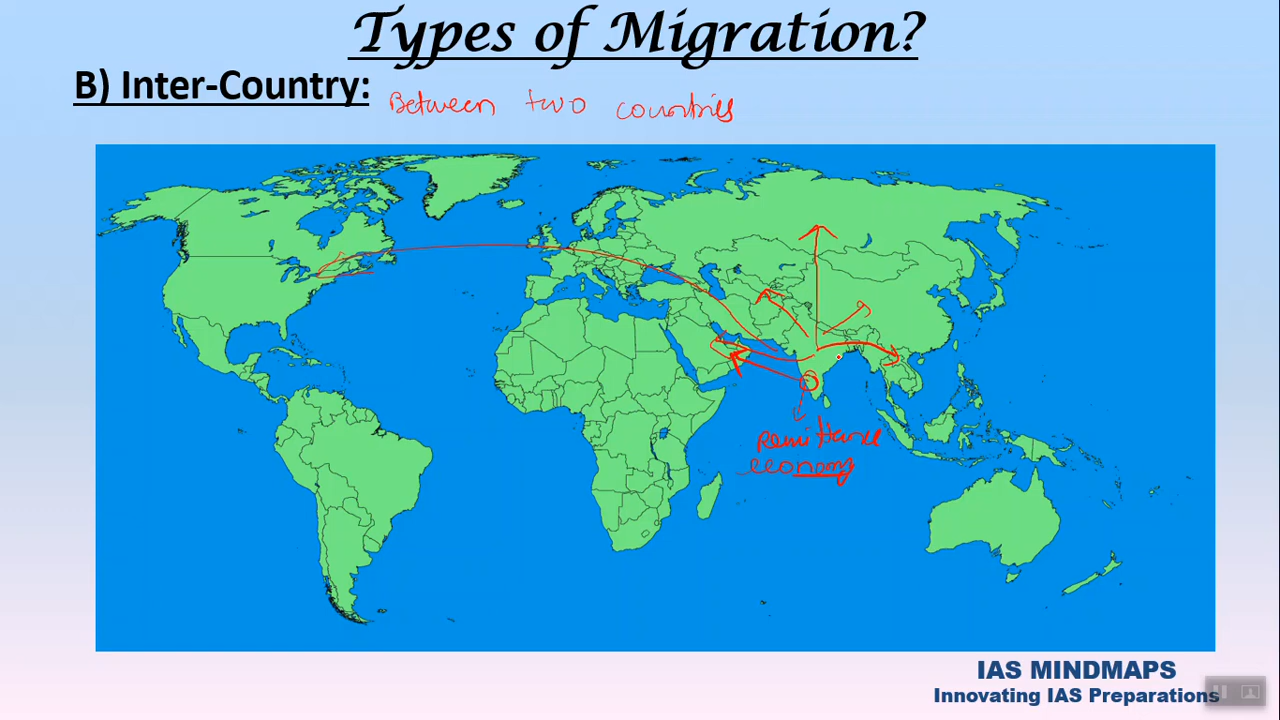 Types of Migration?
B) Inter-Country:
Between two countries
Remittance
economy
IAS MINDMAPS
Innovating IAS Preparations